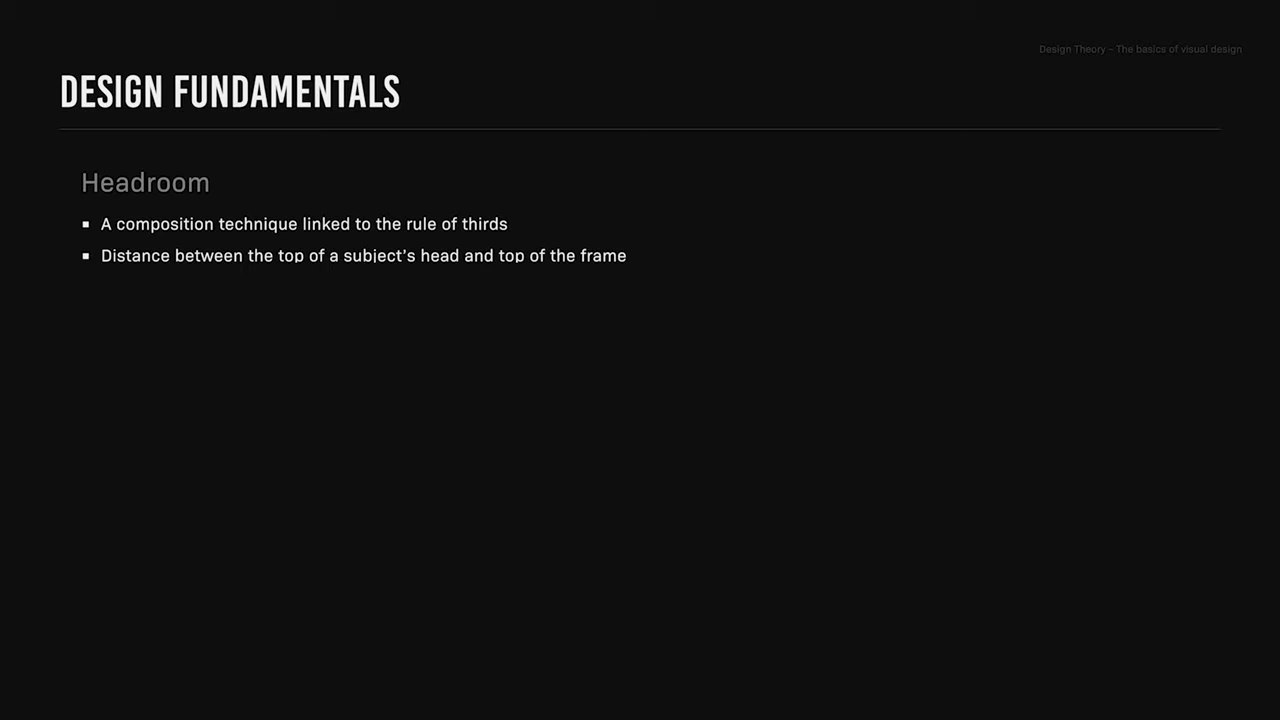 Design Theory – The basics of visual design
DESIGN FUNDAMENTALS
Headroom
▪ A composition technique linked to the rule of thirds
▪ Distance between the top of a subject's head and top of the frame